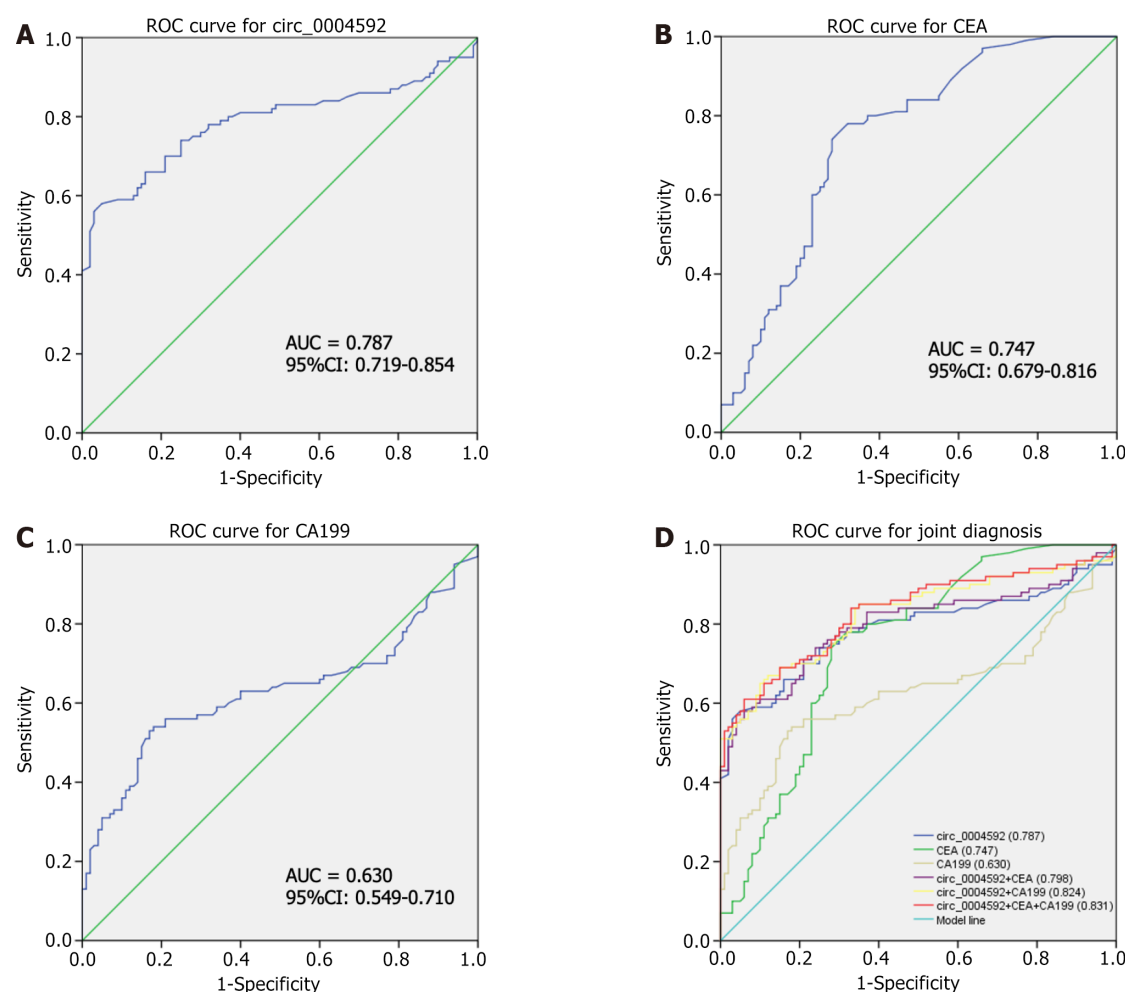 A
ROC curve for circ_0004592
1.0
0.8
0.6
0.4
0.2
0.0
Sensitivity
AUC = 0.787
95%CI: 0.719-0.854
0.0 0.2 0.4 0.6 0.8 1.0
1-Specificity
B
ROC curve for CEA
1.0
0.8
0.6
0.4
0.2
0.0
Sensitivity
AUC = 0.747
95%CI: 0.679-0.816
0.0 0.2 0.4 0.6 0.8 1.0
1-Specificity
C
ROC curve for CA199
1.0
0.8
0.6
0.4
0.2
0.0
Sensitivity
AUC = 0.630
95%CI: 0.549-0.710
0.0 0.2 0.4 0.6 0.8 1.0
1-Specificity
D
ROC curve for joint diagnosis
1.0
0.8
0.6
0.4
0.2
0.0
Sensitivity
circ_0004592 (0.787)
CEA (0.747)
CA199 (0.630)
circ_0004592+CEA (0.798)
circ_0004592+CA199 (0.824)
circ_0004592+CEA+CA199 (0.831)
Model line
0.0 0.2 0.4 0.6 0.8 1.0
1-Specificity